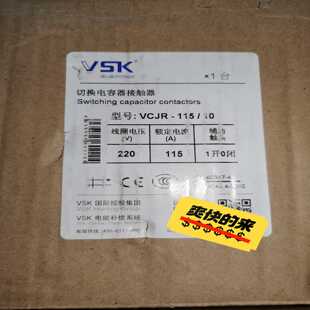 VSK
×1 台
切换电容器接触器
Switching capacitor contactors
型号: VCJR - 115 / 10
线圈电压 额定电流 辅助
(V) (A) 触头
220 115 1开0闭
VSK 国际控股集团
VSK 电能补偿系统
爽快的来
$$$$$$